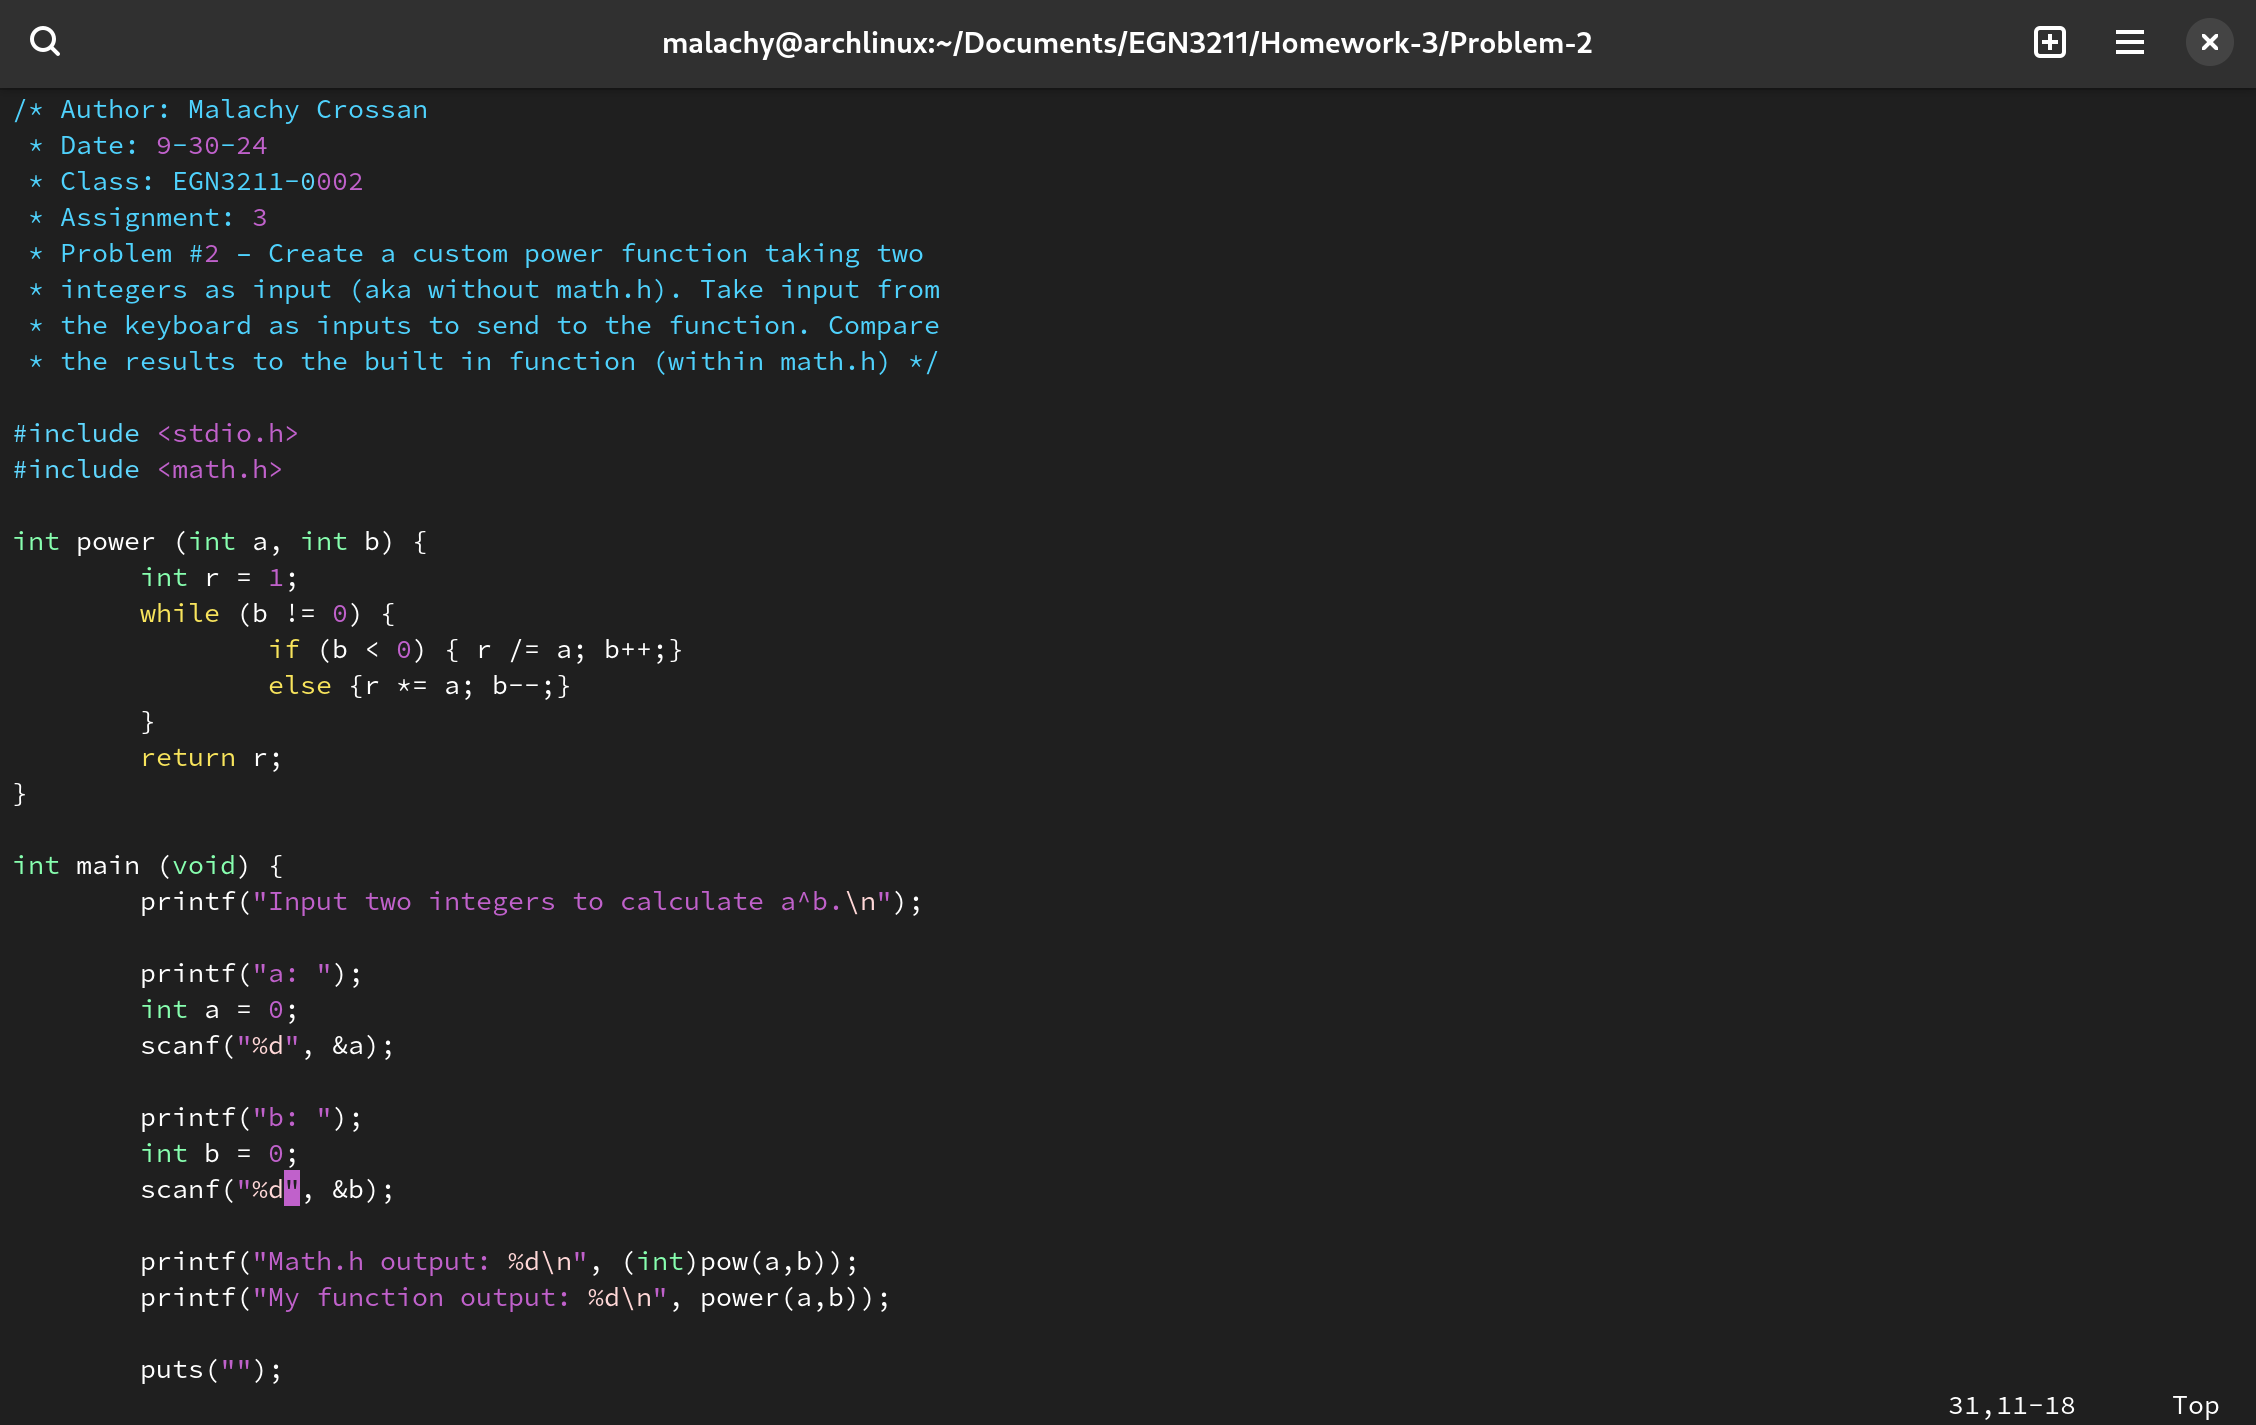 malachy@archlinux:~/Documents/EGN3211/Homework-3/Problem-2
/* Author: Malachy Crossan
 * Date: 9-30-24
 * Class: EGN3211-0002
 * Assignment: 3
 * Problem #2 – Create a custom power function taking two
 * integers as input (aka without math.h). Take input from
 * the keyboard as inputs to send to the function. Compare
 * the results to the built in function (within math.h) */

#include <stdio.h>
#include <math.h>

int power (int a, int b) {
        int r = 1;
        while (b != 0) {
                if (b < 0) { r /= a; b++;}
                else {r *= a; b--;}
        }
        return r;
}

int main (void) {
        printf("Input two integers to calculate a^b.\n");

        printf("a: ");
        int a = 0;
        scanf("%d", &a);

        printf("b: ");
        int b = 0;
        scanf("%d", &b);

        printf("Math.h output: %d\n", (int)pow(a,b));
        printf("My function output: %d\n", power(a,b));

        puts("");
31,11-18 Top